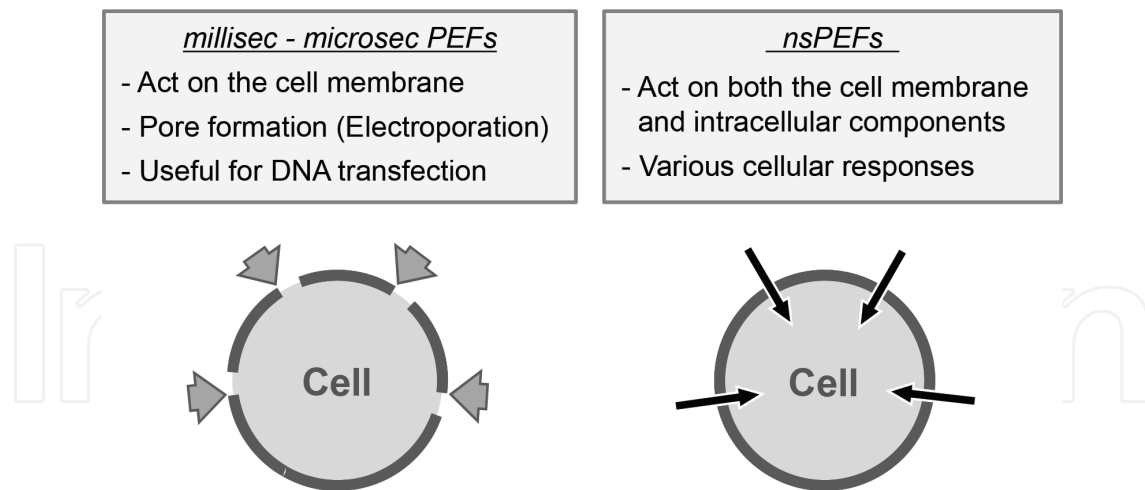 millisec - microsec PEFs
- Act on the cell membrane
- Pore formation (Electroporation)
- Useful for DNA transfection
nsPEFs
- Act on both the cell membrane
and intracellular components
- Various cellular responses
Cell
Cell